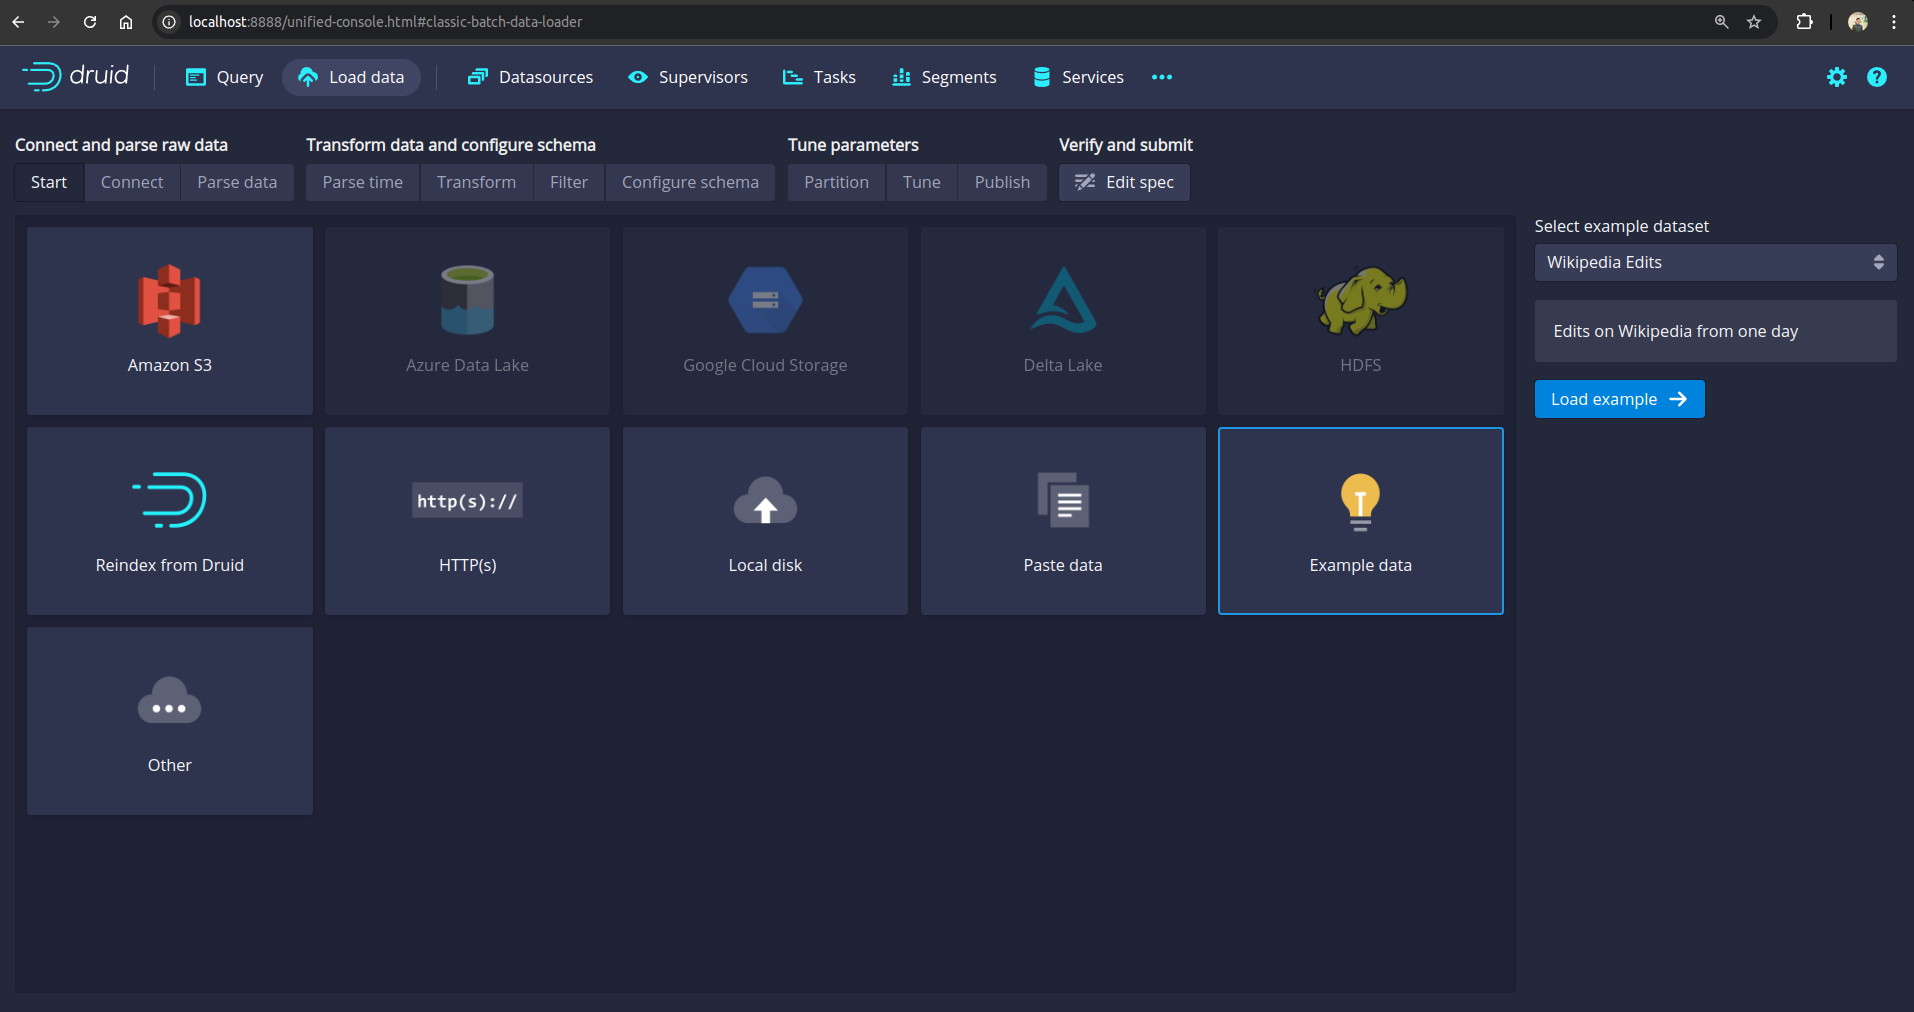 localhost:8888/unified-console.html#classic-batch-data-loader
druid Query Load data Datasources Supervisors Tasks Segments Services
Connect and parse raw data Transform data and configure schema Tune parameters Verify and submit
Start Connect Parse data Parse time Transform Filter Configure schema Partition Tune Publish Edit spec
Amazon S3 Azure Data Lake Google Cloud Storage Delta Lake HDFS
http(s)://
Reindex from Druid HTTP(s) Local disk Paste data Example data
Other
Select example dataset
Wikipedia Edits
Edits on Wikipedia from one day
Load example